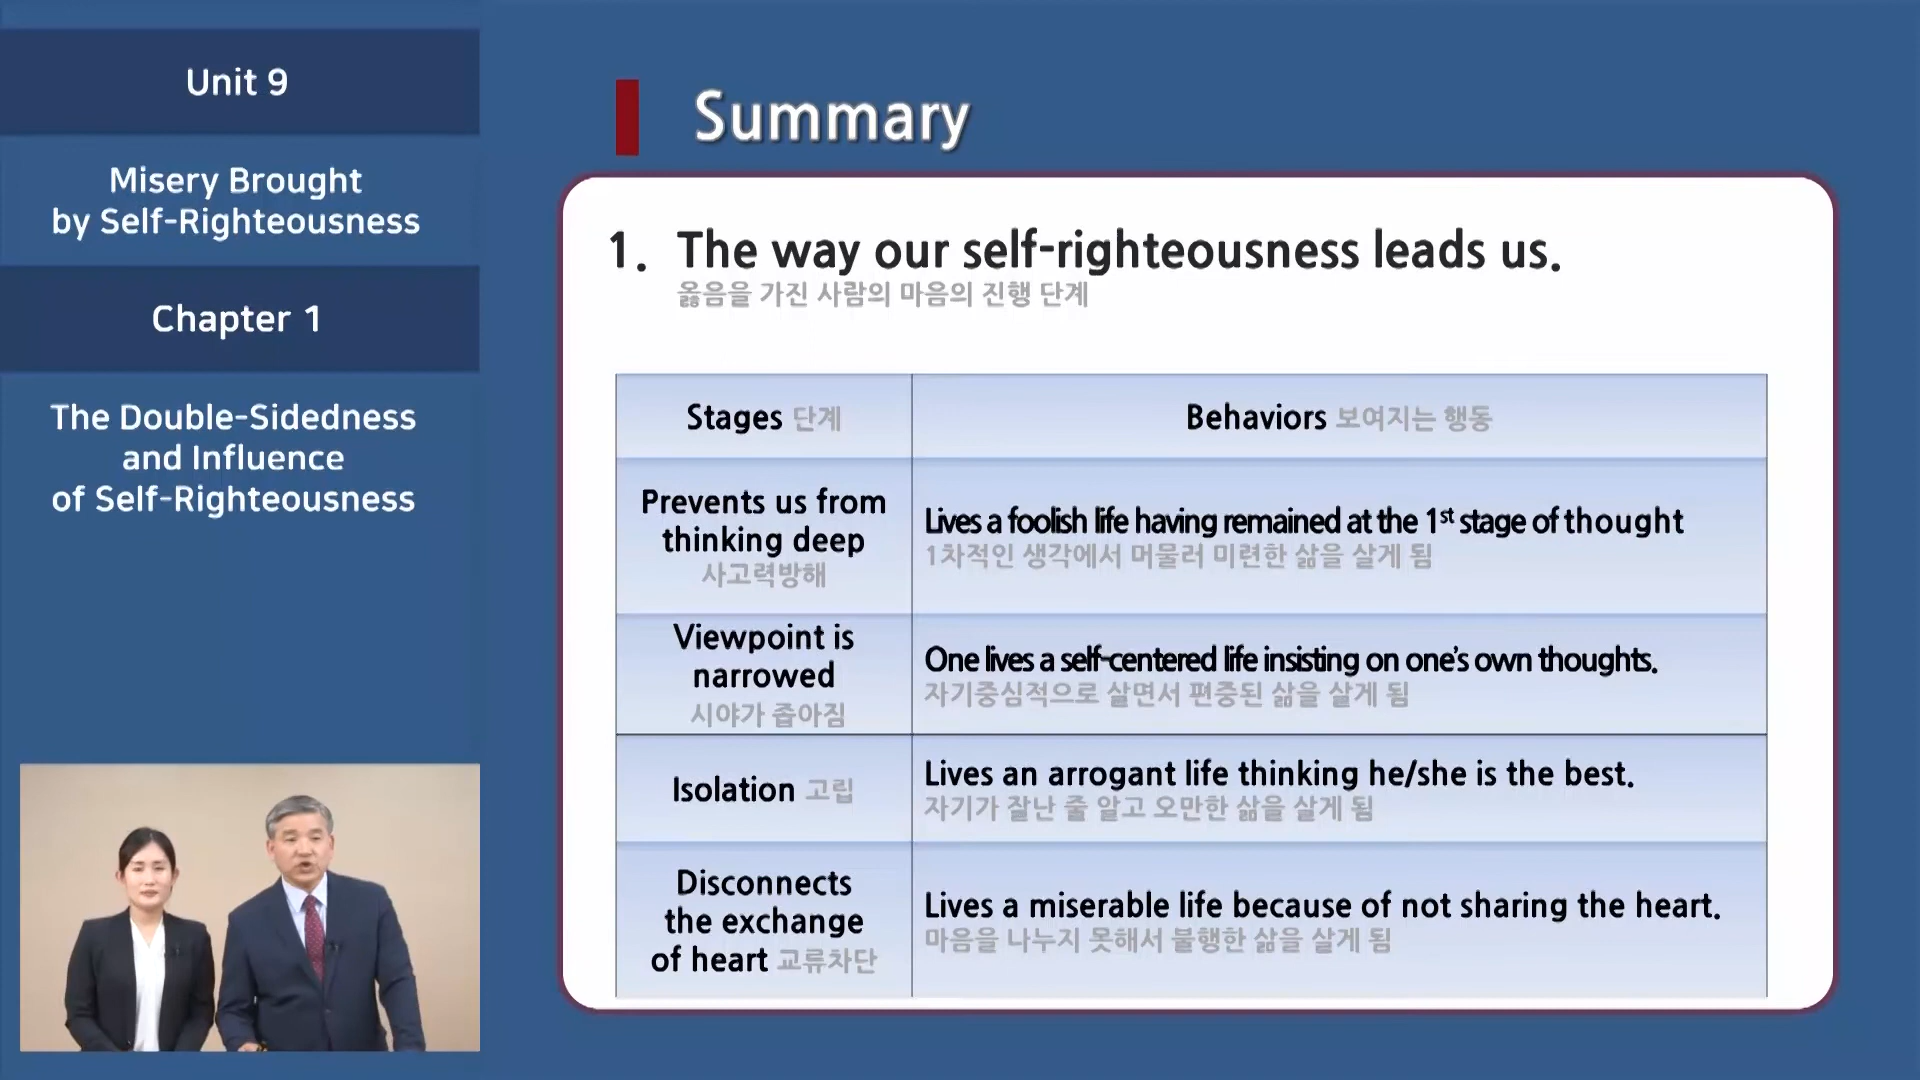 Unit 9
Misery Brought
by Self-Righteousness
Chapter 1
The Double-Sidedness
and Influence
of Self-Righteousness
Summary
1. The way our self-righteousness leads us.
옳음을 가진 사람의 마음의 진행 단계
Stages 단계
Behaviors 보여지는 행동
Prevents us from
thinking deep
사고력방해
Lives a foolish life having remained at the 1st stage of thought
1차적인 생각에서 머물러 미련한 삶을 살게 됨
Viewpoint is
narrowed
시야가 좁아짐
One lives a self-centered life insisting on one's own thoughts.
자기중심적으로 살면서 편중된 삶을 살게 됨
Isolation 고립
Lives an arrogant life thinking he/she is the best.
자기가 잘난 줄 알고 오만한 삶을 살게 됨
Disconnects
the exchange
of heart 교류차단
Lives a miserable life because of not sharing the heart.
마음을 나누지 못해서 불행한 삶을 살게 됨